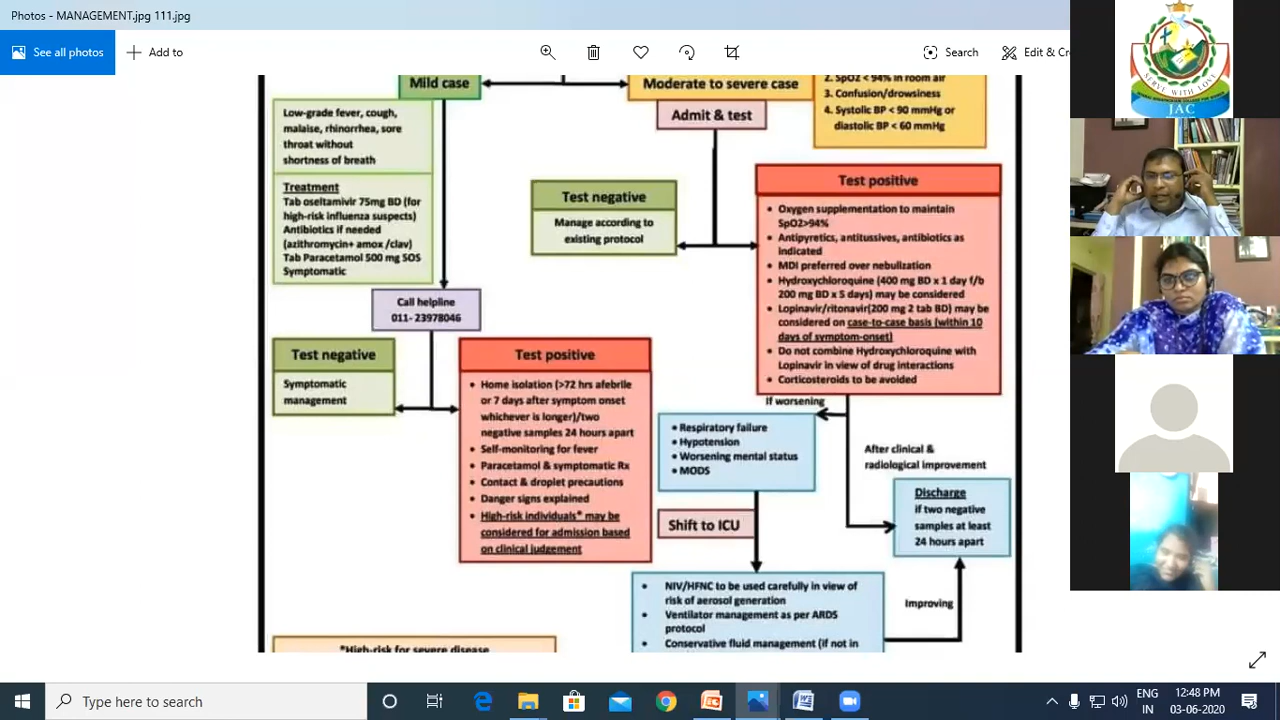 Photos - MANAGEMENT.jpg 111.jpg
See all photos
Add to
Search
Edit & Cr
SERVE WITH LOVE
JAC
Mild case
Moderate to severe case
2. SpO2 < 94% in room air
3. Confusion/drowsiness
4. Systolic BP < 90 mmHg or
diastolic BP < 60 mmHg
Admit & test
Low-grade fever, cough,
malaise, rhinorrhea, sore
throat without
shortness of breath
Treatment
Tab oseltamivir 75mg BD (for
high-risk influenza suspects)
Antibiotics if needed
(azithromycin+ amox /clav)
Tab Paracetamol 500 mg SOS
Symptomatic
Test negative
Manage according to
existing protocol
Test positive
• Oxygen supplementation to maintain
SpO2>94%
• Antipyretics, antitussives, antibiotics as
indicated
• MDI preferred over nebulization
• Hydroxychloroquine (400 mg BD x 1 day f/b
200 mg BD x 5 days) may be considered
• Lopinavir/ritonavir(200 mg 2 tab BD) may be
considered on case-to-case basis (within 10
days of symptom-onset)
• Do not combine Hydroxychloroquine with
Lopinavir in view of drug interactions
• Corticosteroids to be avoided
Call helpline
011- 23978046
Test negative
Symptomatic
management
Test positive
• Home isolation (>72 hrs afebrile
or 7 days after symptom onset
whichever is longer)/two
negative samples 24 hours apart
• Self-monitoring for fever
• Paracetamol & symptomatic Rx
• Contact & droplet precautions
• Danger signs explained
• High-risk individuals* may be
considered for admission based
on clinical judgement
If worsening
• Respiratory failure
• Hypotension
• Worsening mental status
• MODS
After clinical &
radiological improvement
Discharge
if two negative
samples at least
24 hours apart
Shift to ICU
• NIV/HFNC to be used carefully in view of
risk of aerosol generation
• Ventilator management as per ARDS
protocol
• Conservative fluid management (if not in
Improving
*High-risk for severe disease
Type here to search
ENG
IN
12:48 PM
03-06-2020